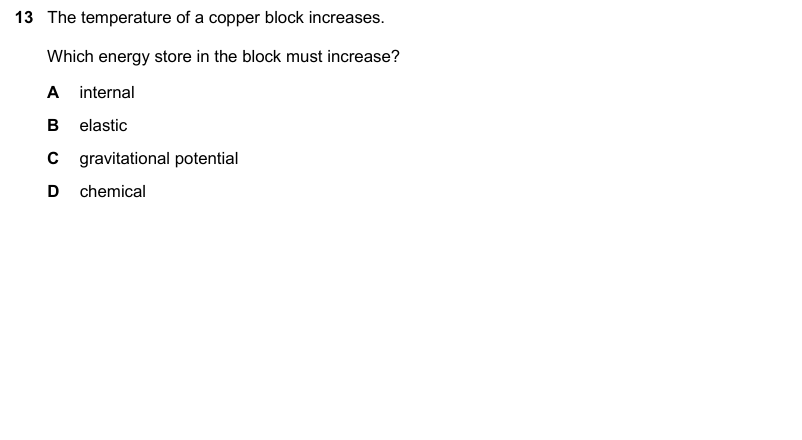 13 The temperature of a copper block increases.
Which energy store in the block must increase?
A internal
B elastic
C gravitational potential
D chemical